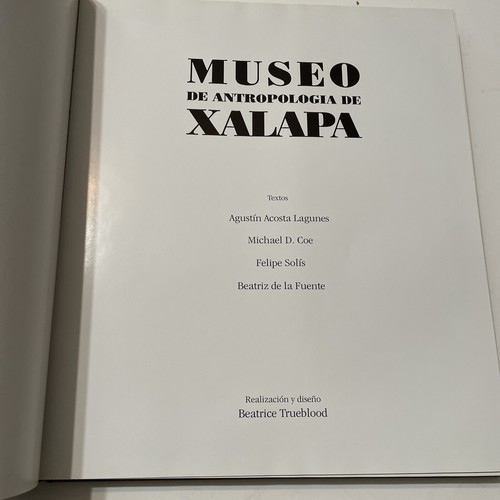 MUSEO
DE ANTROPOLOGIA DE
XALAPA
Textos
Agustín Acosta Lagunes
Michael D. Coe
Felipe Solís
Beatriz de la Fuente
Realización y diseño
Beatrice Trueblood